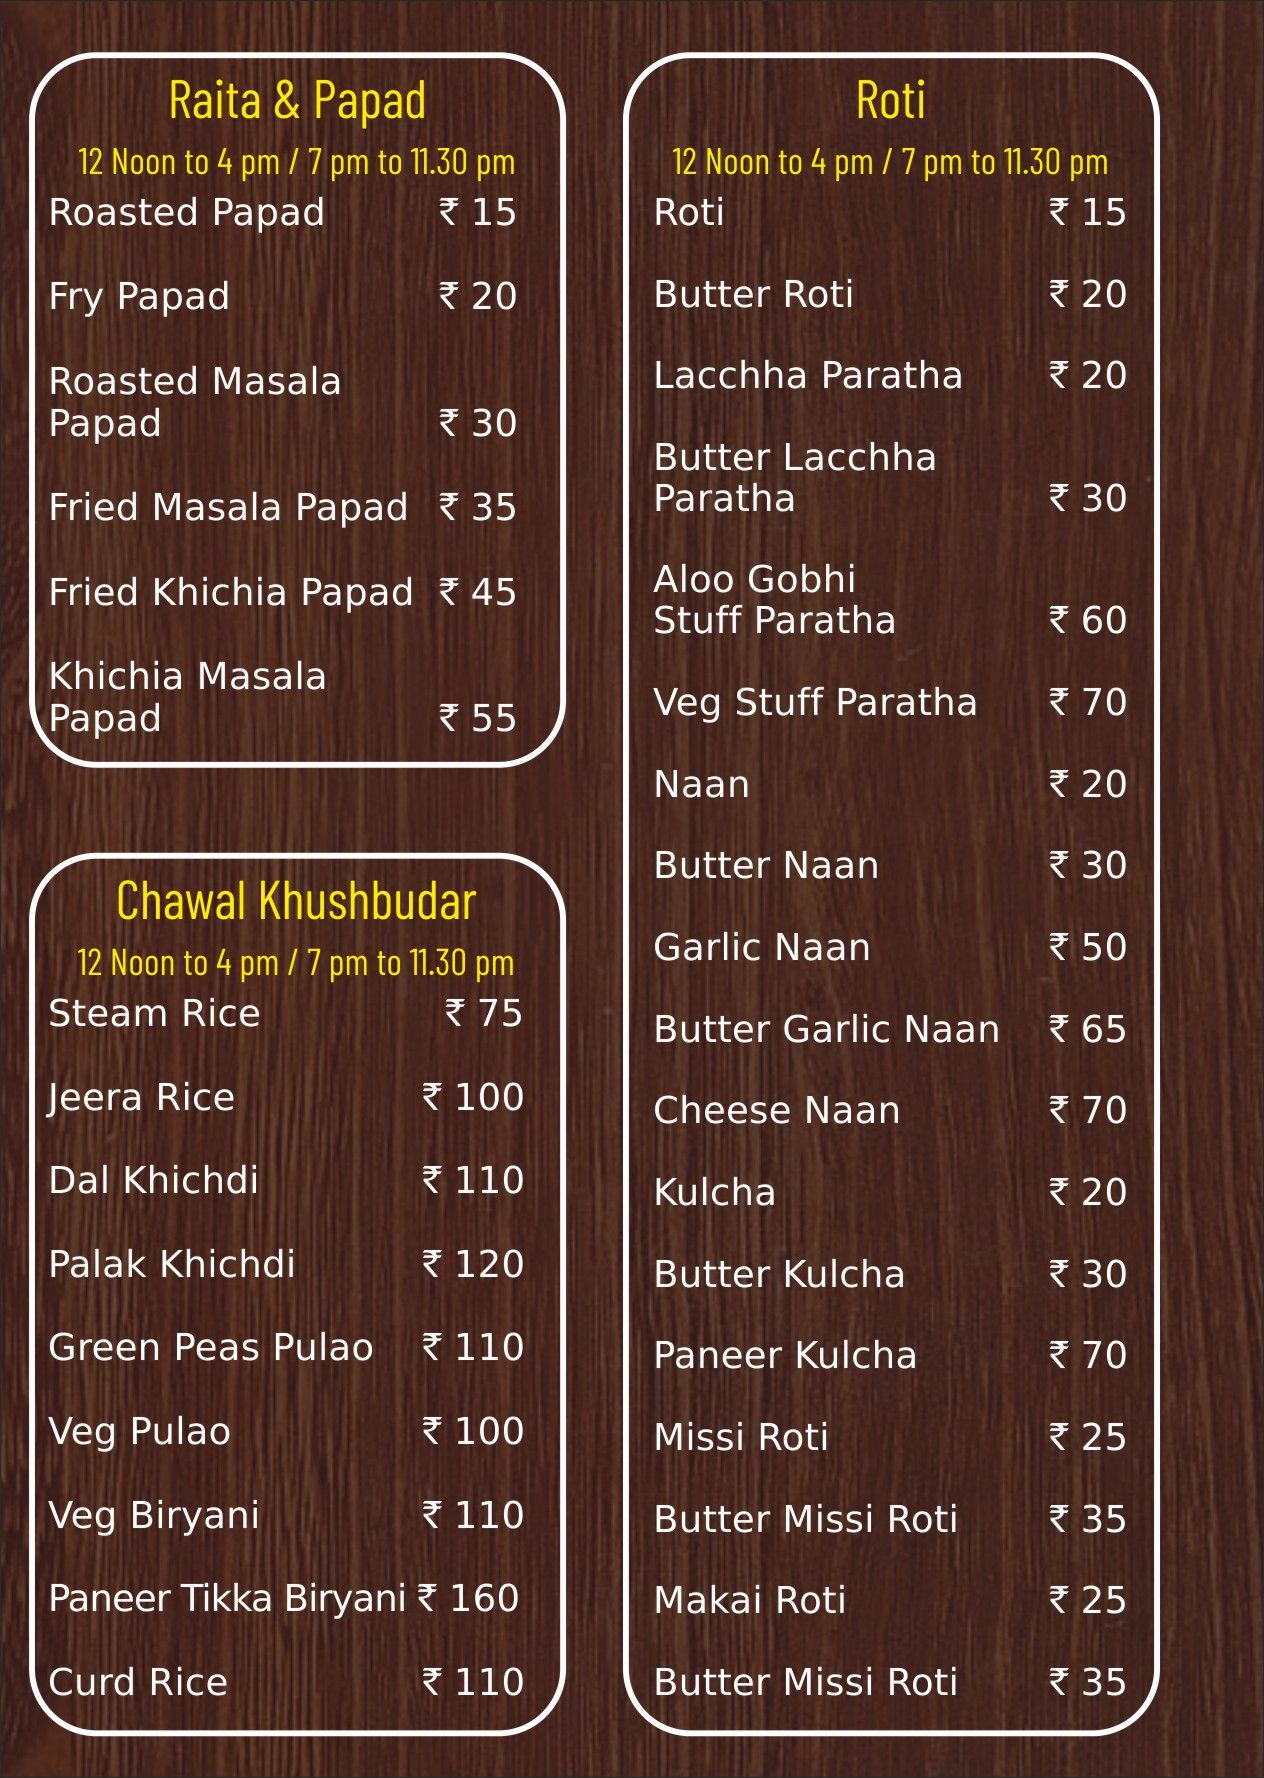 Raita & Papad
12 Noon to 4 pm / 7 pm to 11.30 pm
Roasted Papad ₹ 15
Fry Papad ₹ 20
Roasted Masala
Papad ₹ 30
Fried Masala Papad ₹ 35
Fried Khichia Papad ₹ 45
Khichia Masala
Papad ₹ 55
Chawal Khushbudar
12 Noon to 4 pm / 7 pm to 11.30 pm
Steam Rice ₹ 75
Jeera Rice ₹ 100
Dal Khichdi ₹ 110
Palak Khichdi ₹ 120
Green Peas Pulao ₹ 110
Veg Pulao ₹ 100
Veg Biryani ₹ 110
Paneer Tikka Biryani ₹ 160
Curd Rice ₹ 110
Roti
12 Noon to 4 pm / 7 pm to 11.30 pm
Roti ₹ 15
Butter Roti ₹ 20
Lacchha Paratha ₹ 20
Butter Lacchha
Paratha ₹ 30
Aloo Gobhi
Stuff Paratha ₹ 60
Veg Stuff Paratha ₹ 70
Naan ₹ 20
Butter Naan ₹ 30
Garlic Naan ₹ 50
Butter Garlic Naan ₹ 65
Cheese Naan ₹ 70
Kulcha ₹ 20
Butter Kulcha ₹ 30
Paneer Kulcha ₹ 70
Missi Roti ₹ 25
Butter Missi Roti ₹ 35
Makai Roti ₹ 25
Butter Missi Roti ₹ 35